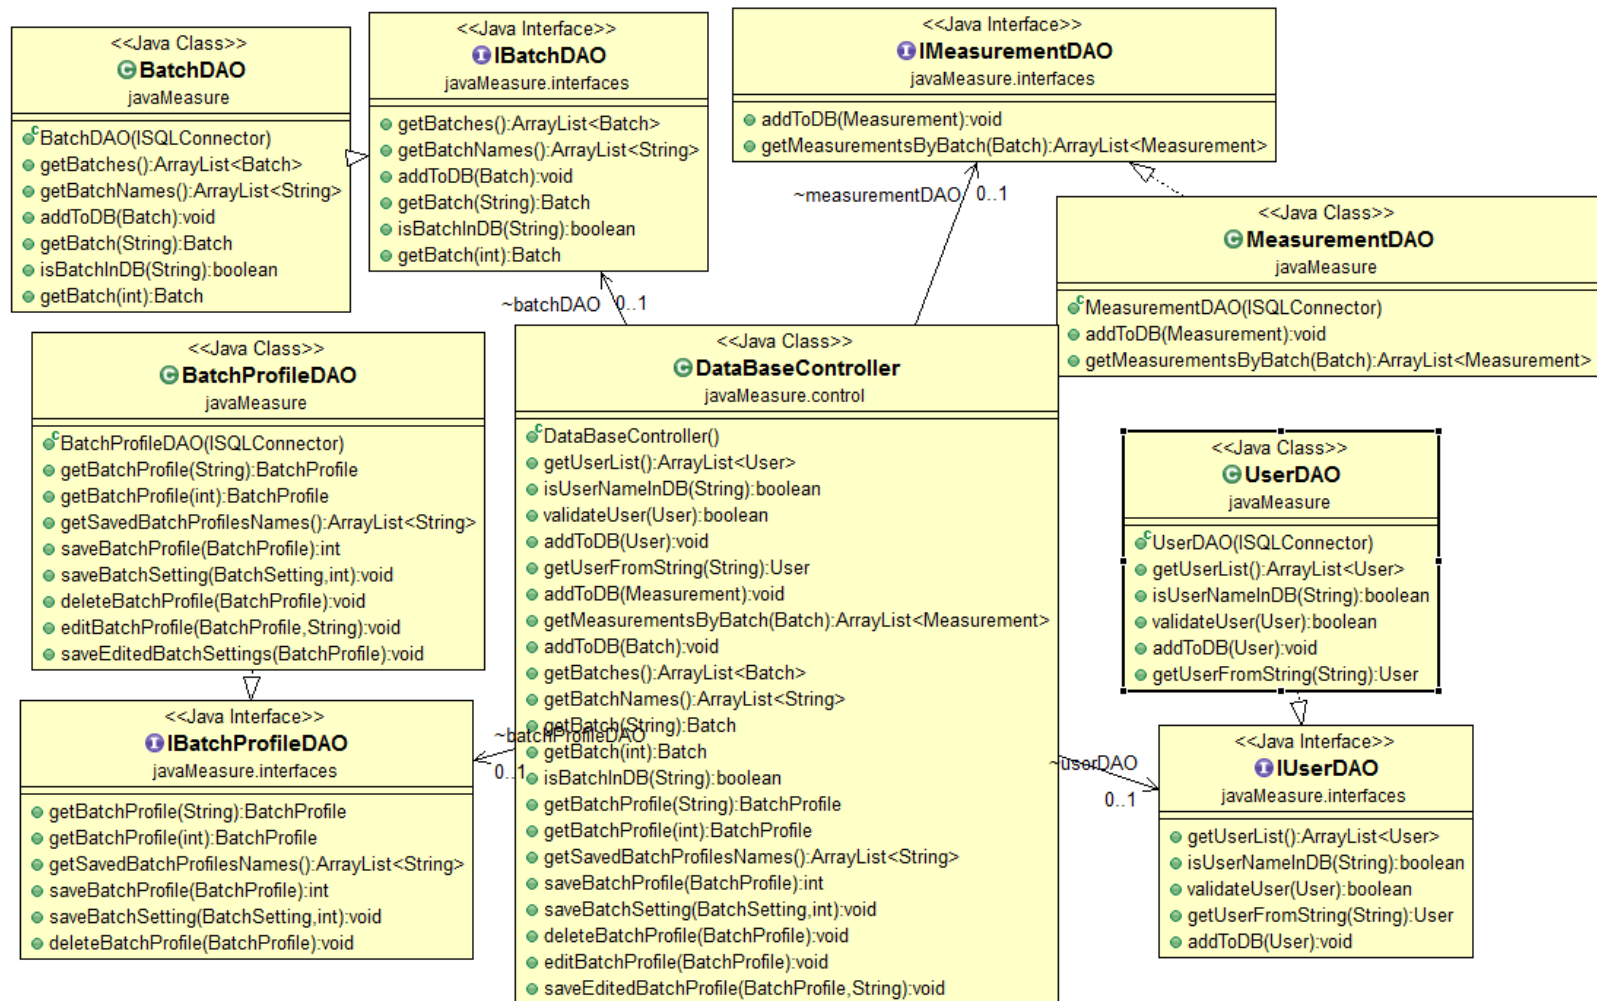 <<Java Class>>
BatchDAO
javaMeasure
BatchDAO(ISQLConnector)
getBatches():ArrayList<Batch>
getBatchNames():ArrayList<String>
addToDB(Batch):void
getBatch(String):Batch
isBatchInDB(String):boolean
getBatch(int):Batch
<<Java Interface>>
IBatchDAO
javaMeasure.interfaces
getBatches():ArrayList<Batch>
getBatchNames():ArrayList<String>
addToDB(Batch):void
getBatch(String):Batch
isBatchInDB(String):boolean
getBatch(int):Batch
<<Java Interface>>
IMeasurementDAO
javaMeasure.interfaces
addToDB(Measurement):void
getMeasurementsByBatch(Batch):ArrayList<Measurement>
~measurementDAO
0..1
<<Java Class>>
MeasurementDAO
javaMeasure
MeasurementDAO(ISQLConnector)
addToDB(Measurement):void
getMeasurementsByBatch(Batch):ArrayList<Measurement>
~batchDAO
0..1
<<Java Class>>
BatchProfileDAO
javaMeasure
BatchProfileDAO(ISQLConnector)
getBatchProfile(String):BatchProfile
getBatchProfile(int):BatchProfile
getSavedBatchProfilesNames():ArrayList<String>
saveBatchProfile(BatchProfile):int
saveBatchSetting(BatchSetting,int):void
deleteBatchProfile(BatchProfile):void
editBatchProfile(BatchProfile,String):void
saveEditedBatchSettings(BatchProfile):void
<<Java Class>>
DataBaseController
javaMeasure.control
DataBaseController()
getUserList():ArrayList<User>
isUserNameInDB(String):boolean
validateUser(User):boolean
addToDB(User):void
getUserFromString(String):User
addToDB(Measurement):void
getMeasurementsByBatch(Batch):ArrayList<Measurement>
addToDB(Batch):void
getBatches():ArrayList<Batch>
getBatchNames():ArrayList<String>
getBatch(String):Batch
getBatch(int):Batch
isBatchInDB(String):boolean
getBatchProfile(String):BatchProfile
getBatchProfile(int):BatchProfile
getSavedBatchProfilesNames():ArrayList<String>
saveBatchProfile(BatchProfile):int
saveBatchSetting(BatchSetting,int):void
deleteBatchProfile(BatchProfile):void
editBatchProfile(BatchProfile):void
saveEditedBatchProfile(BatchProfile,String):void
<<Java Class>>
UserDAO
javaMeasure
UserDAO(ISQLConnector)
getUserList():ArrayList<User>
isUserNameInDB(String):boolean
validateUser(User):boolean
addToDB(User):void
getUserFromString(String):User
<<Java Interface>>
IBatchProfileDAO
javaMeasure.interfaces
getBatchProfile(String):BatchProfile
getBatchProfile(int):BatchProfile
getSavedBatchProfilesNames():ArrayList<String>
saveBatchProfile(BatchProfile):int
saveBatchSetting(BatchSetting,int):void
deleteBatchProfile(BatchProfile):void
~batchProfileDAO
0..1
~userDAO
0..1
<<Java Interface>>
IUserDAO
javaMeasure.interfaces
getUserList():ArrayList<User>
isUserNameInDB(String):boolean
validateUser(User):boolean
getUserFromString(String):User
addToDB(User):void